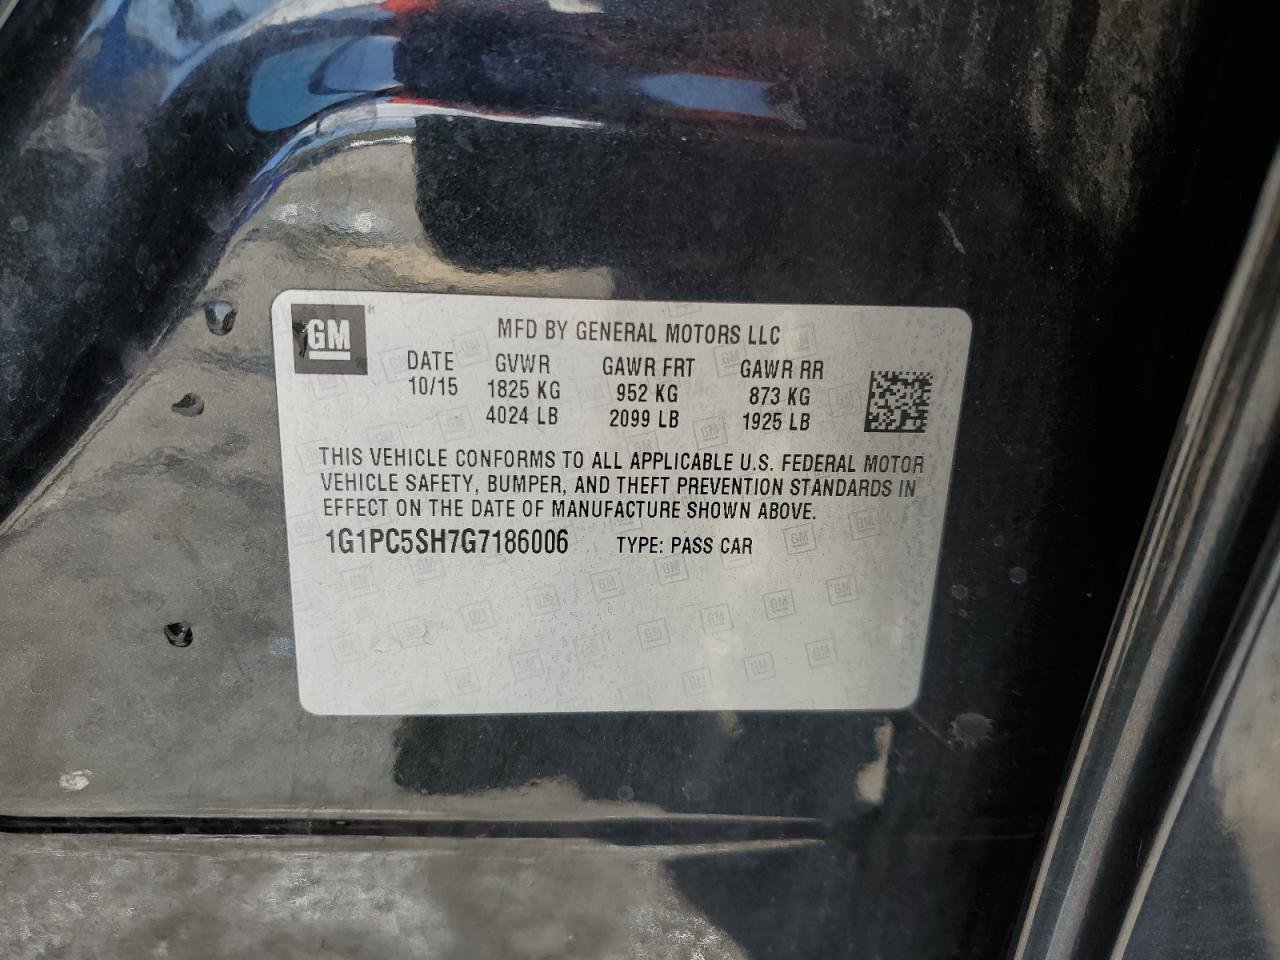 GM
MFD BY GENERAL MOTORS LLC
DATE GVWR GAWR FRT GAWR RR
10/15 1825 KG 952 KG 873 KG
4024 LB 2099 LB 1925 LB
THIS VEHICLE CONFORMS TO ALL APPLICABLE U.S. FEDERAL MOTOR
VEHICLE SAFETY, BUMPER, AND THEFT PREVENTION STANDARDS IN
EFFECT ON THE DATE OF MANUFACTURE SHOWN ABOVE.
1G1PC5SH7G7186006 TYPE: PASS CAR